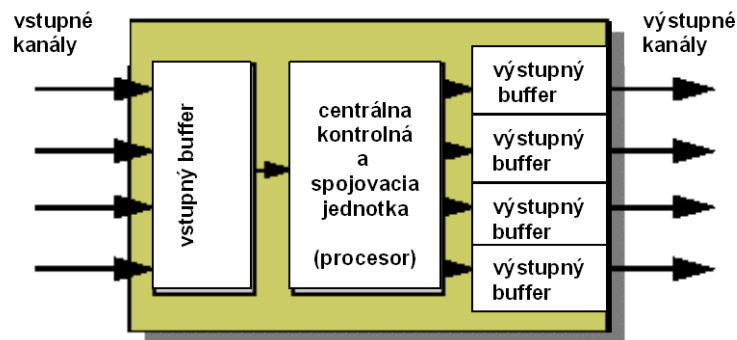 vstupné
kanály
vstupný buffer
centrálna
kontrolná
a
spojovacia
jednotka
(procesor)
výstupný
buffer
výstupný
buffer
výstupný
buffer
výstupný
buffer
výstupné
kanály